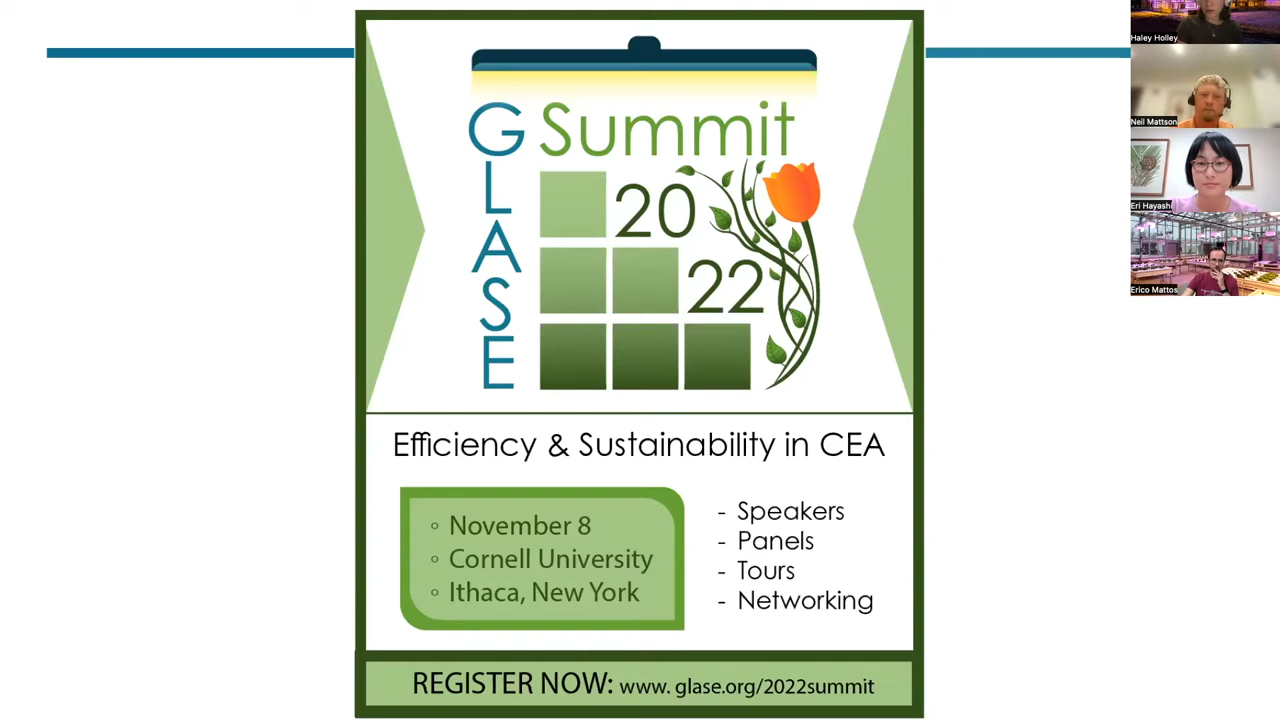 GLASE
Summit
20
22
Efficiency & Sustainability in CEA
◦ November 8
◦ Cornell University
◦ Ithaca, New York
- Speakers
- Panels
- Tours
- Networking
REGISTER NOW: www. glase.org/2022summit
Haley Holley
Neil Mattson
Eri Hayashi
Erico Mattos